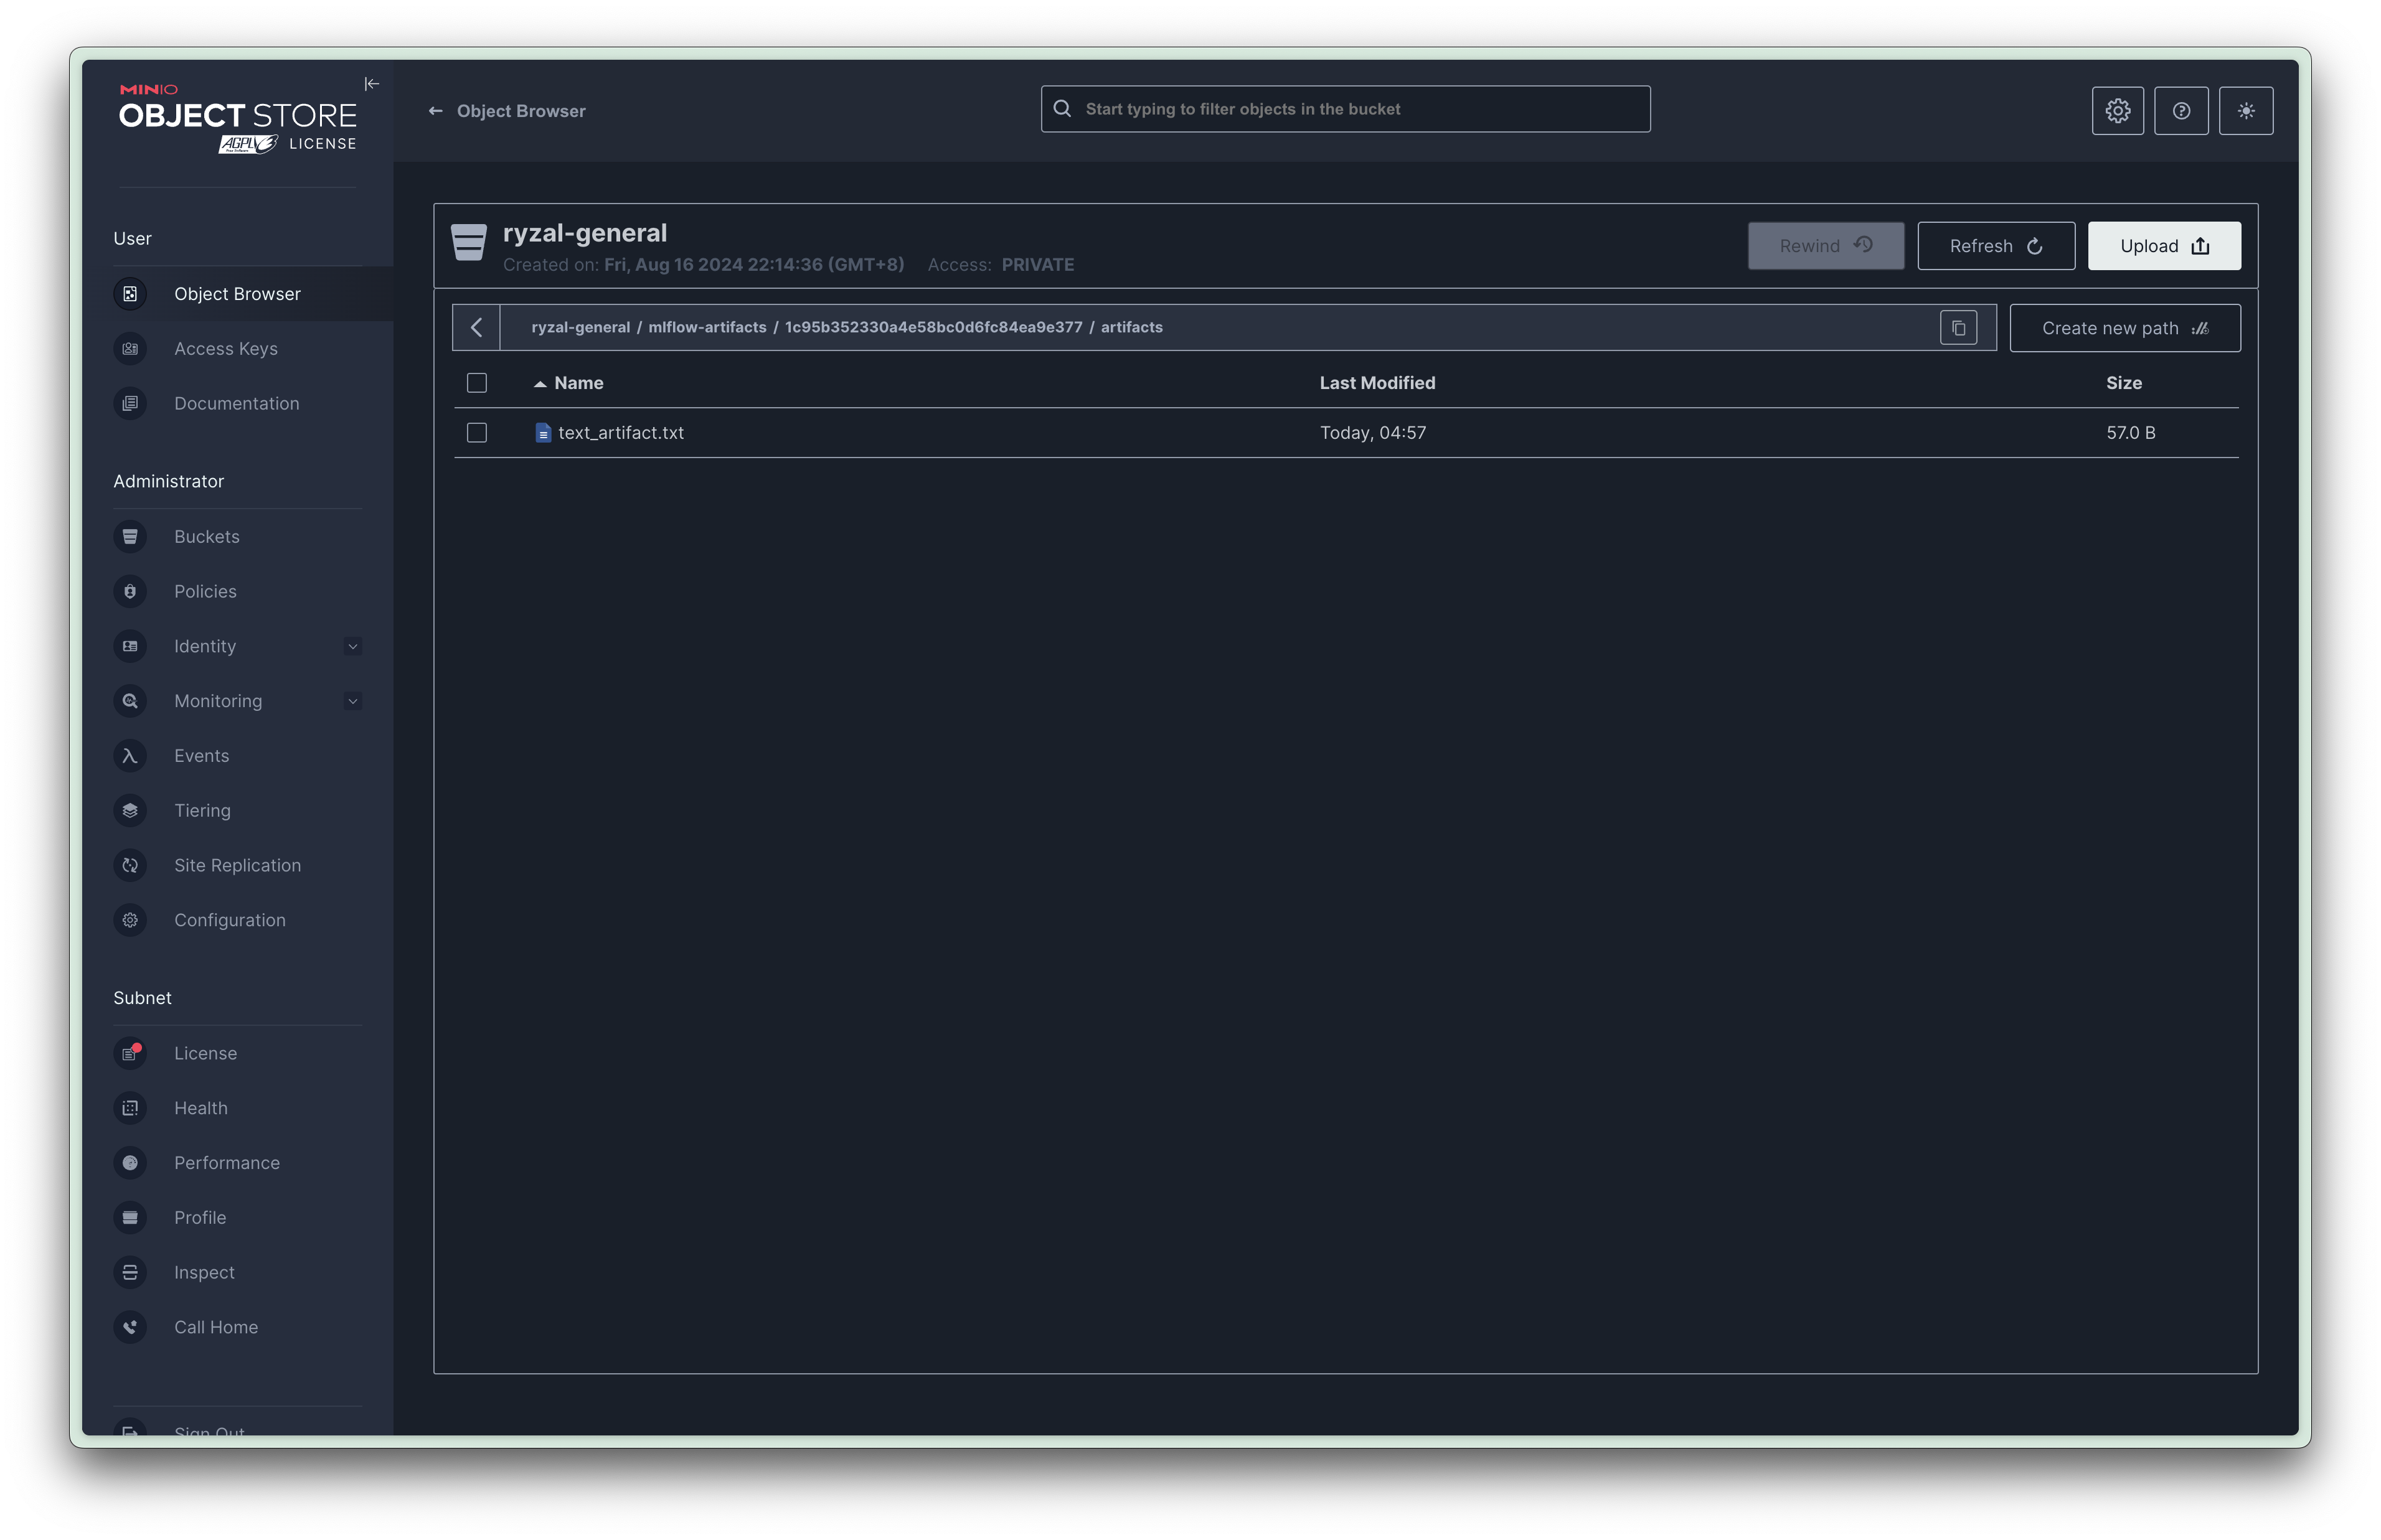 MINIO
OBJECT STORE
AGPLv3 LICENSE
Free Software
Object Browser
Start typing to filter objects in the bucket
User
Object Browser
Access Keys
Documentation
Administrator
Buckets
Policies
Identity
Monitoring
Events
Tiering
Site Replication
Configuration
Subnet
License
Health
Performance
Profile
Inspect
Call Home
Sign Out
ryzal-general
Created on: Fri, Aug 16 2024 22:14:36 (GMT+8) Access: PRIVATE
Rewind
Refresh
Upload
ryzal-general / mlflow-artifacts / 1c95b352330a4e58bc0d6fc84ea9e377 / artifacts
Create new path
Name Last Modified Size
text_artifact.txt Today, 04:57 57.0 B